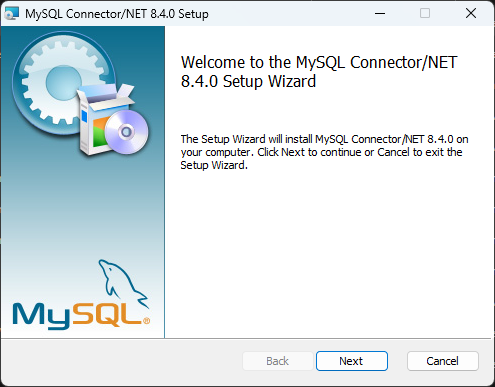 MySQL Connector/NET 8.4.0 Setup
Welcome to the MySQL Connector/NET
8.4.0 Setup Wizard
The Setup Wizard will install MySQL Connector/NET 8.4.0 on
your computer. Click Next to continue or Cancel to exit the
Setup Wizard.
MySQL®
Back Next Cancel